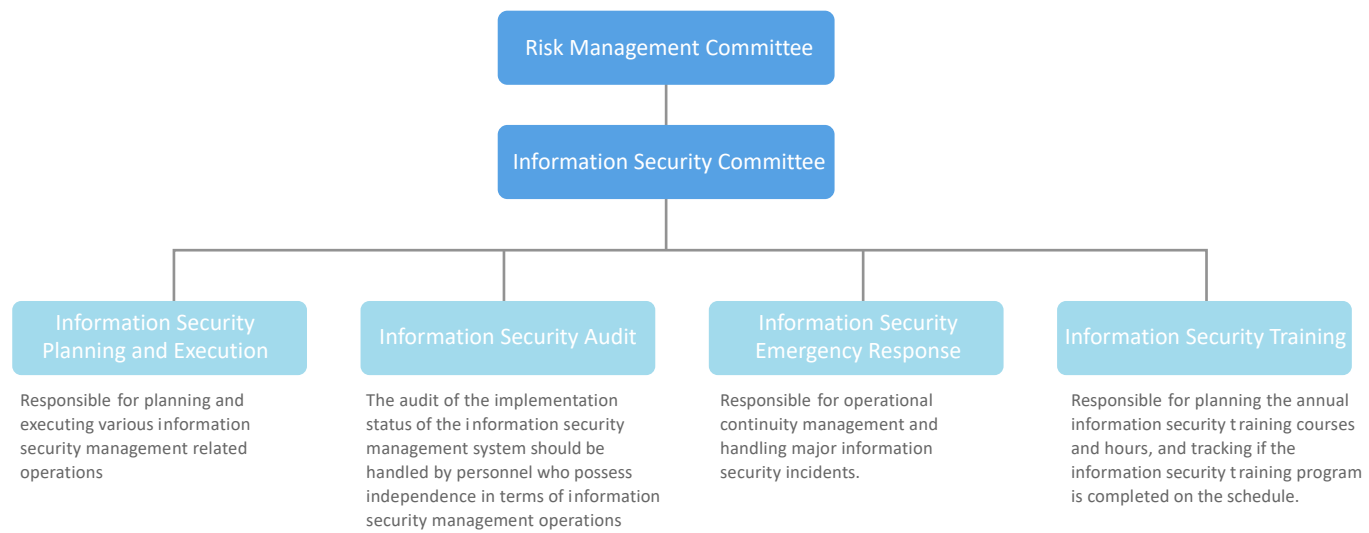 Risk Management Committee
Information Security Committee
Information Security
Planning and Execution
Responsible for planning and
executing various information
security management related
operations
Information Security Audit
The audit of the implementation
status of the information security
management system should be
handled by personnel who possess
independence in terms of information
security management operations
Information Security
Emergency Response
Responsible for operational
continuity management and
handling major information
security incidents.
Information Security Training
Responsible for planning the annual
information security training courses
and hours, and tracking if the
information security training program
is completed on the schedule.